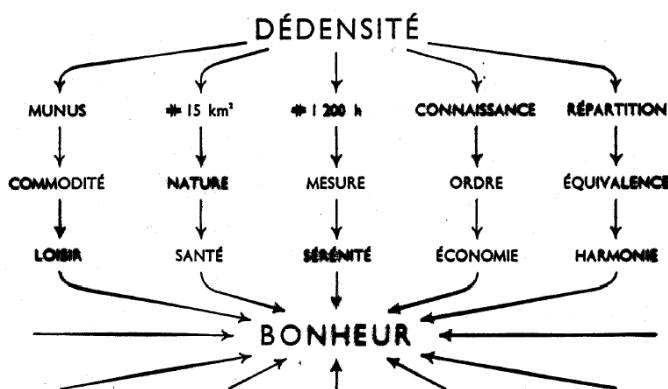 DÉDENSITÉ
MUNUS # 15 km² # 1 200 h CONNAISSANCE RÉPARTITION
COMMODITÉ NATURE MESURE ORDRE ÉQUIVALENCE
LOISIR SANTÉ SÉRÉNITÉ ÉCONOMIE HARMONIE
BONHEUR